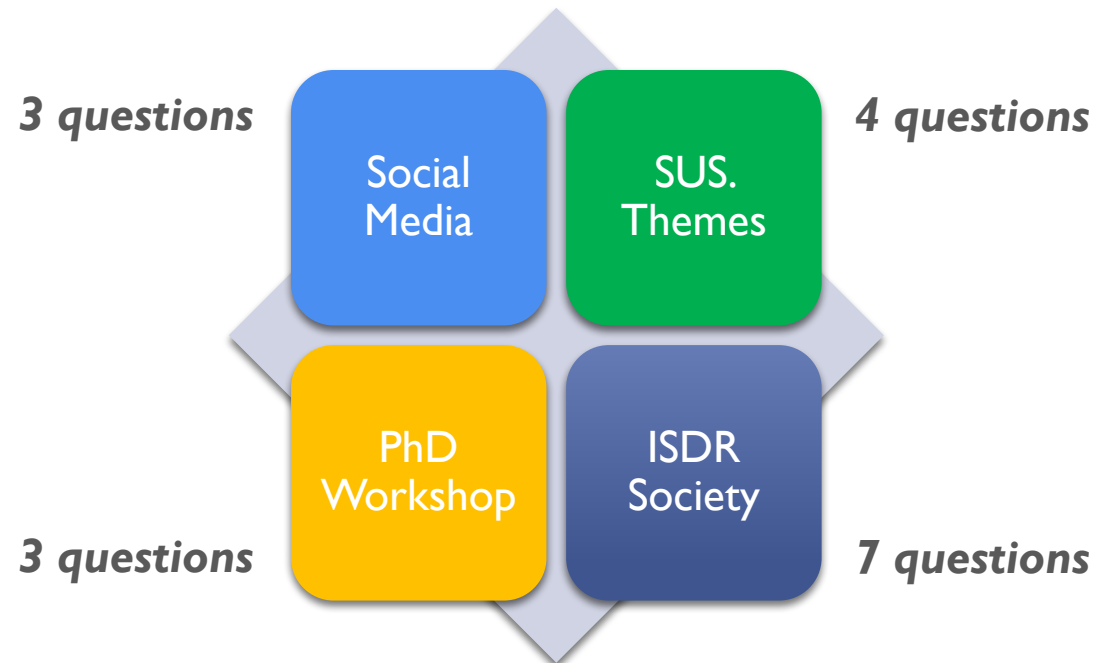 3 questions
Social
Media
SUS.
Themes
4 questions
3 questions
PhD
Workshop
ISDR
Society
7 questions